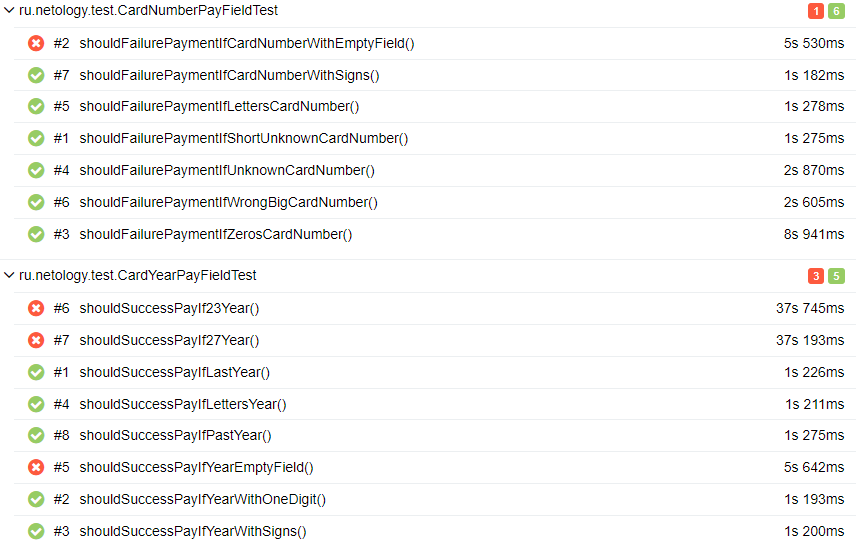 ru.netology.test.CardNumberPayFieldTest 1 6
#2 shouldFailurePaymentIfCardNumberWithEmptyField() 5s 530ms
#7 shouldFailurePaymentIfCardNumberWithSigns() 1s 182ms
#5 shouldFailurePaymentIfLettersCardNumber() 1s 278ms
#1 shouldFailurePaymentIfShortUnknownCardNumber() 1s 275ms
#4 shouldFailurePaymentIfUnknownCardNumber() 2s 870ms
#6 shouldFailurePaymentIfWrongBigCardNumber() 2s 605ms
#3 shouldFailurePaymentIfZerosCardNumber() 8s 941ms
ru.netology.test.CardYearPayFieldTest 3 5
#6 shouldSuccessPayIf23Year() 37s 745ms
#7 shouldSuccessPayIf27Year() 37s 193ms
#1 shouldSuccessPayIfLastYear() 1s 226ms
#4 shouldSuccessPayIfLettersYear() 1s 211ms
#8 shouldSuccessPayIfPastYear() 1s 275ms
#5 shouldSuccessPayIfYearEmptyField() 5s 642ms
#2 shouldSuccessPayIfYearWithOneDigit() 1s 193ms
#3 shouldSuccessPayIfYearWithSigns() 1s 200ms